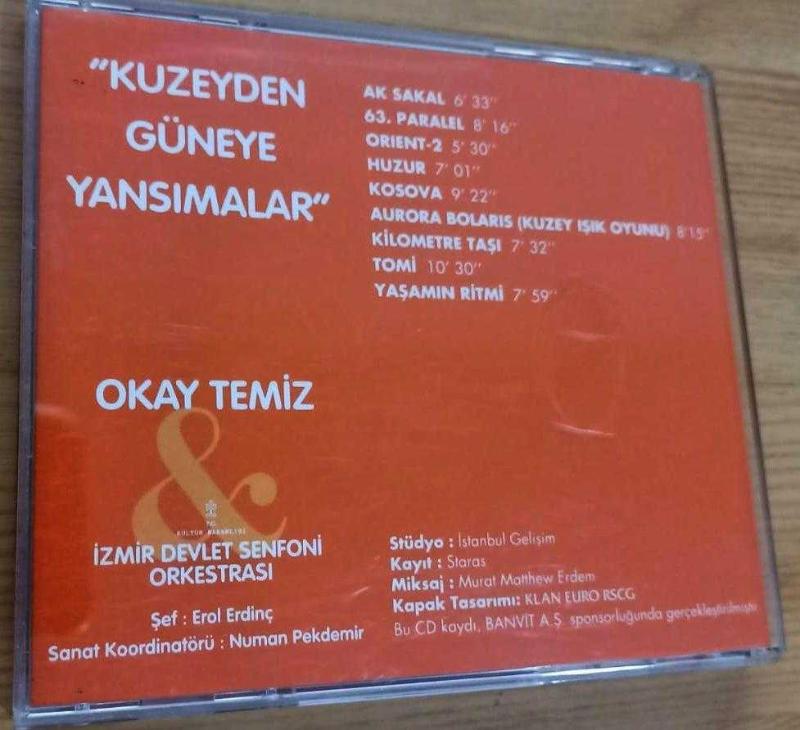 "KUZEYDEN
GÜNEYE
YANSIMALAR"
AK SAKAL 6' 33"
63. PARALEL 8' 16"
ORIENT-2 5' 30"
HUZUR 7' 01"
KOSOVA 9' 22"
AURORA BOLARIS (KUZEY IŞIK OYUNU) 8'15"
KİLOMETRE TAŞI 7' 32"
TOMİ 10' 30"
YAŞAMIN RİTMİ 7' 59"
OKAY TEMİZ
&
T.C.
KÜLTÜR BAKANLIĞI
İZMİR DEVLET SENFONİ
ORKESTRASI
Şef : Erol Erdinç
Sanat Koordinatörü : Numan Pekdemir
Stüdyo : İstanbul Gelişim
Kayıt : Staras
Miksaj : Murat Matthew Erdem
Kapak Tasarımı: KLAN EURO RSCG
Bu CD kaydı, BANVİT A.Ş. sponsorluğunda gerçekleştirilmiştir